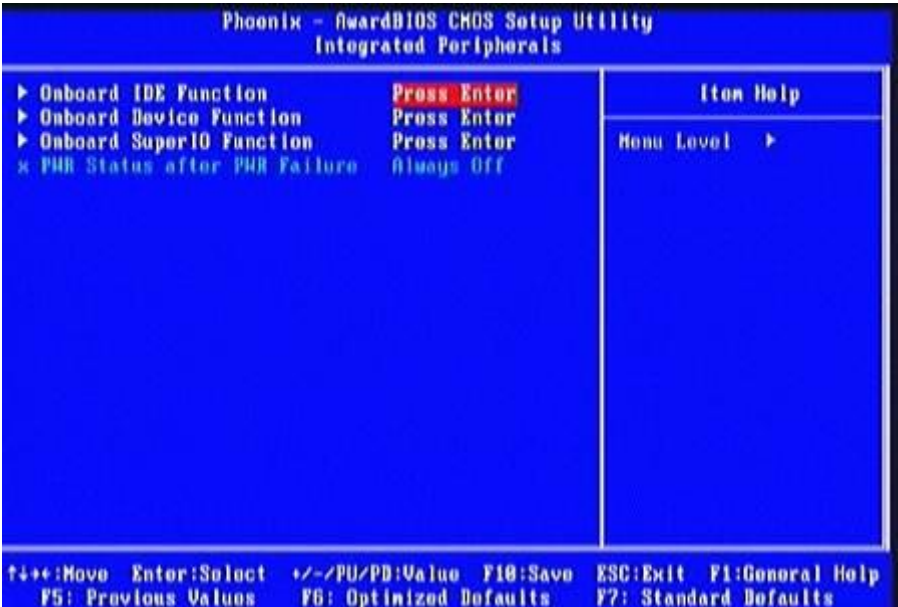 Phoenix - AwardBIOS CMOS Setup Utility
Integrated Peripherals
Onboard IDE Function Press Enter
Onboard Device Function Press Enter
Onboard SuperIO Function Press Enter
x PWR Status after PWR Failure Always Off
Item Help
Menu Level
↑↓→←:Move Enter:Select +/-/PU/PD:Value F10:Save ESC:Exit F1:General Help
F5: Previous Values F6: Optimized Defaults F7: Standard Defaults